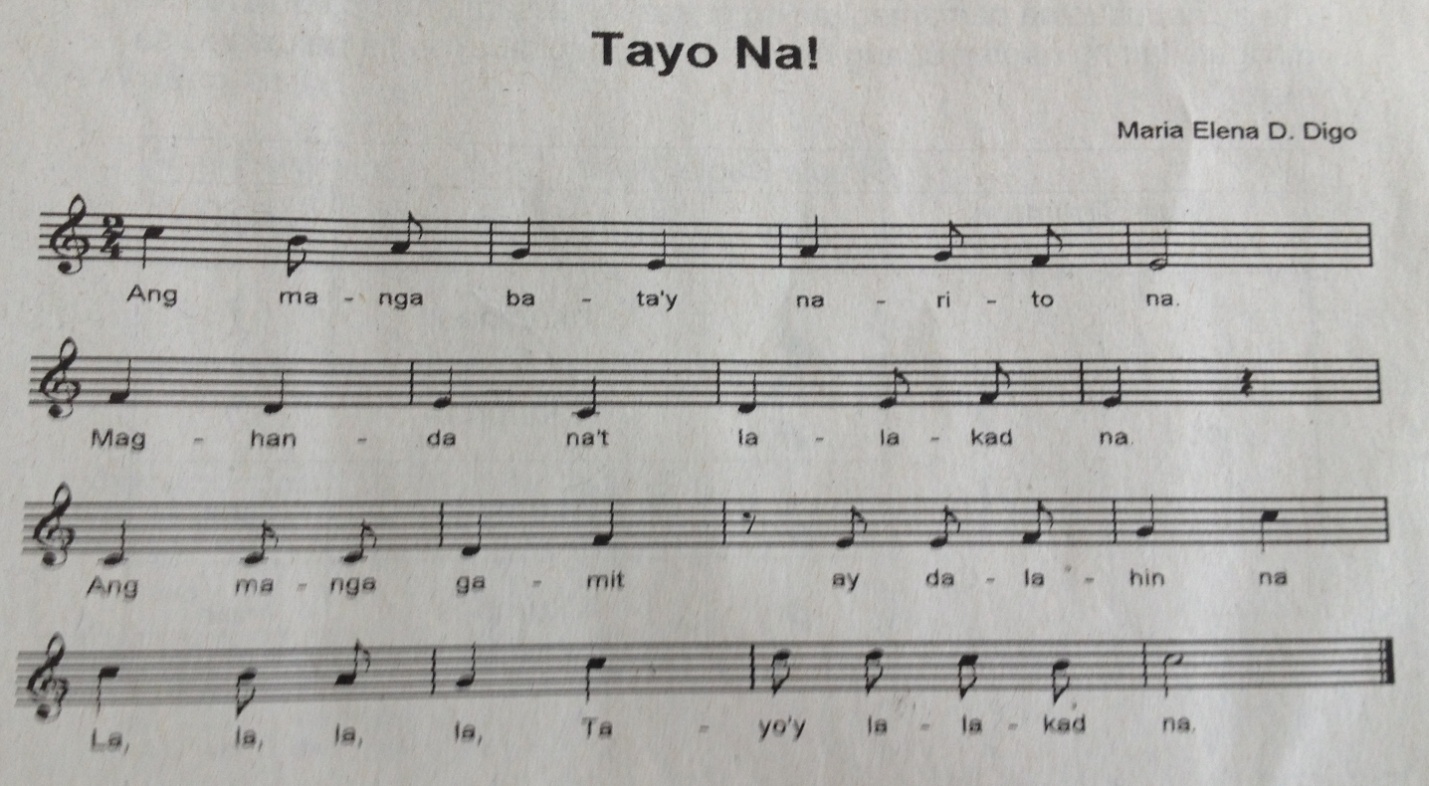 Tayo Na!
Maria Elena D. Digo
2 4
Ang ma - nga ba - ta'y na - ri - to na.
Mag - han - da na't la - la - kad na.
Ang ma - nga ga - mit ay da - la - hin na
La, la, la, la, Ta - yo'y la - la - kad na.